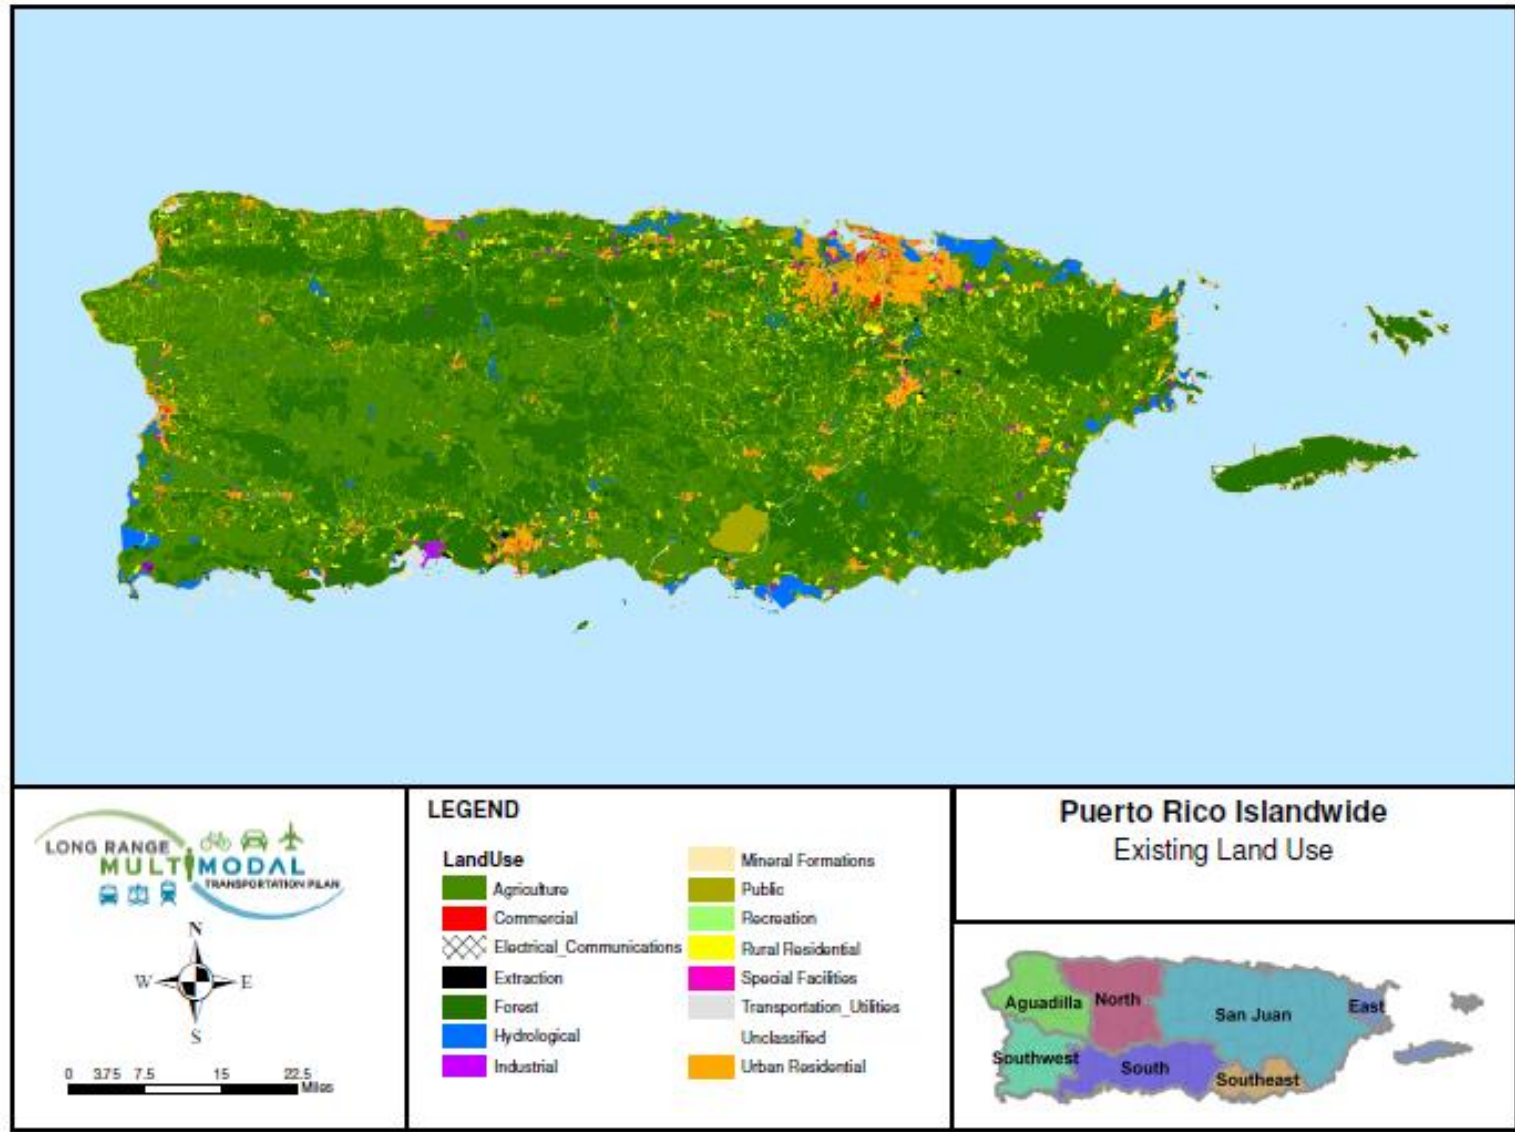 LONG RANGE
MULTIMODAL
TRANSPORTATION PLAN
N
W E
S
0 3.75 7.5 15 22.5
Miles
LEGEND
LandUse
Agriculture
Commercial
Electrical_Communications
Extraction
Forest
Hydrological
Industrial
Mineral Formations
Public
Recreation
Rural Residential
Special Facilities
Transportation_Utilities
Unclassified
Urban Residential
Puerto Rico Islandwide
Existing Land Use
Aguadilla
North
San Juan
East
Southwest
South
Southeast